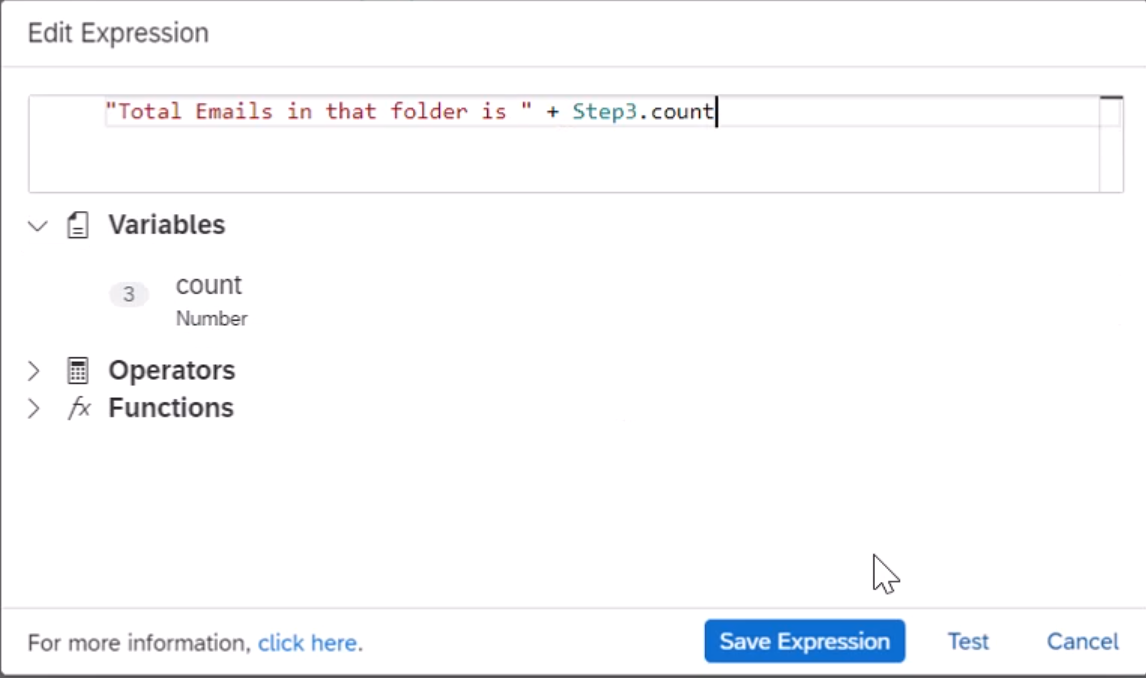 Edit Expression
"Total Emails in that folder is " + Step3.count
Variables
3
count
Number
Operators
fx Functions
For more information, click here.
Save Expression
Test
Cancel